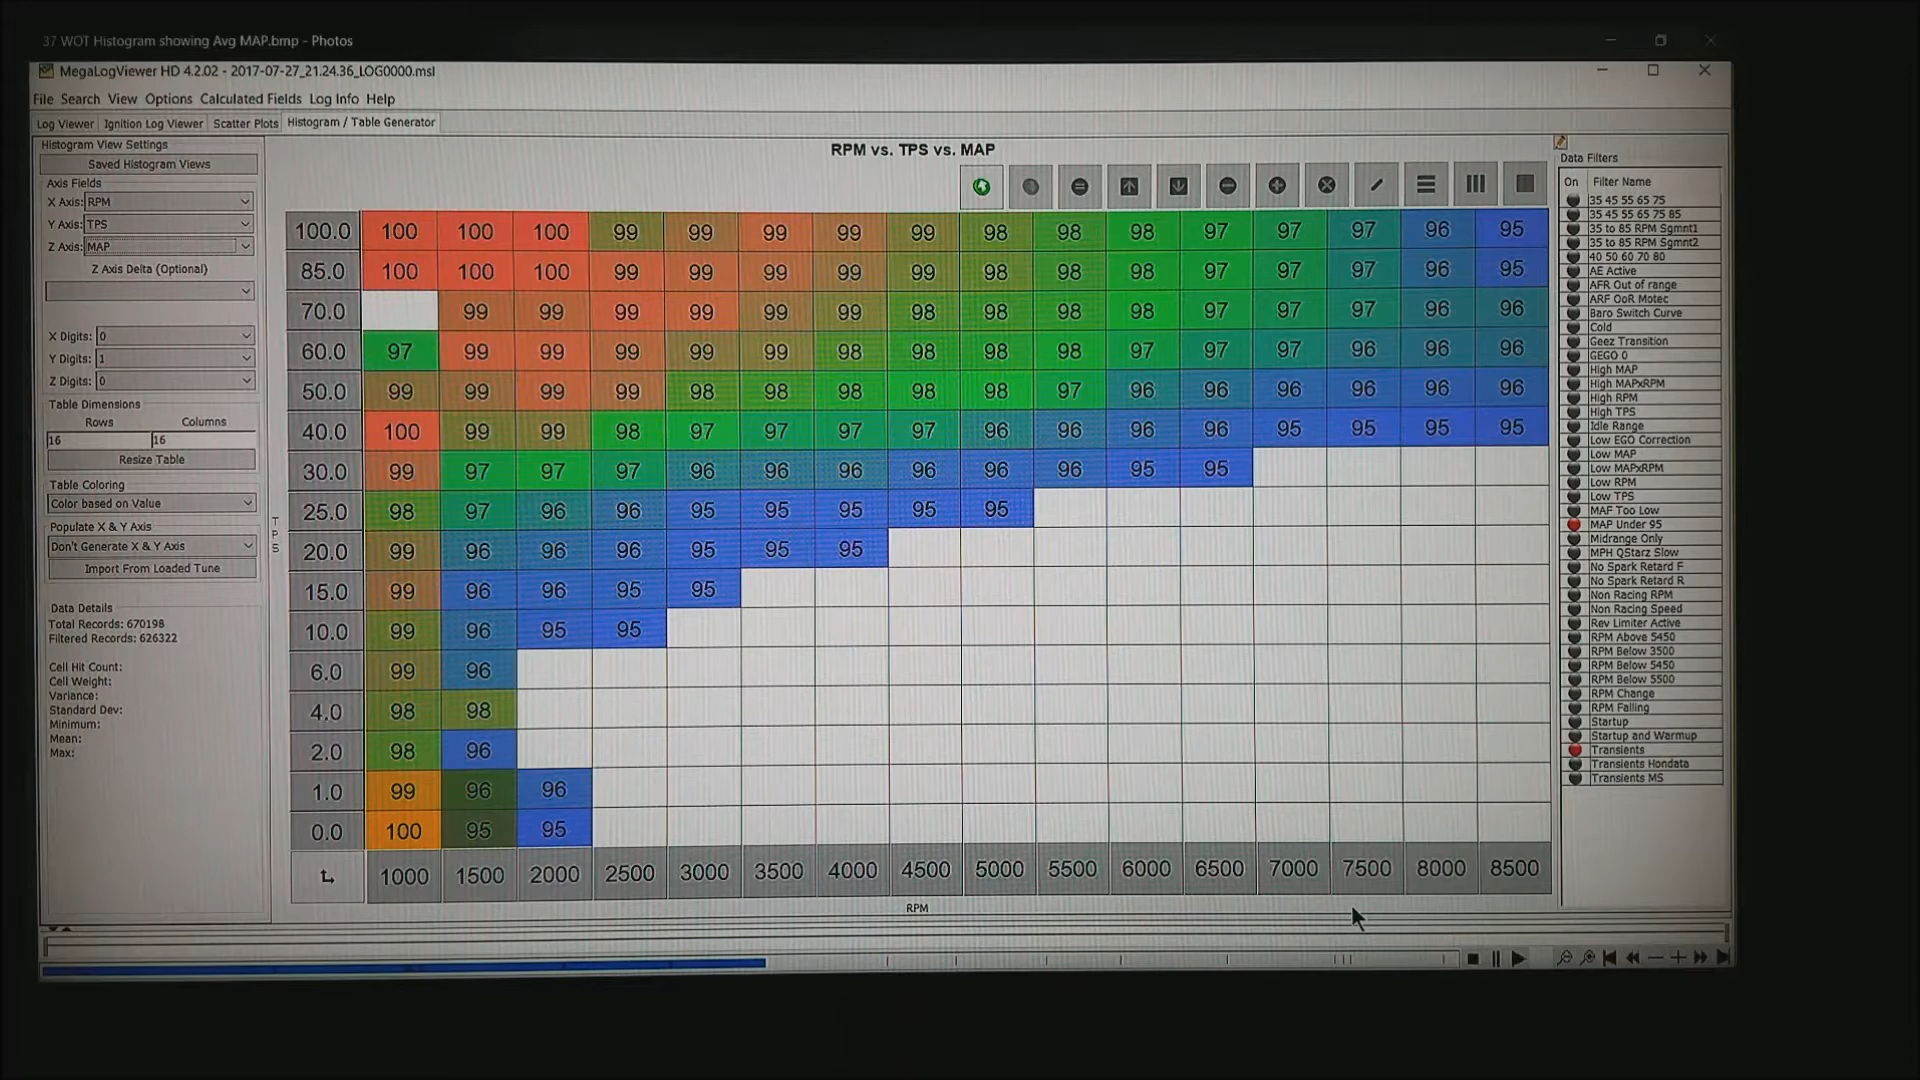 37 WOT Histogram showing Avg MAP.bmp - Photos
MegaLogViewer HD 4.2.02 - 2017-07-27_21.24.36_LOG0000.msl
File Search View Options Calculated Fields Log Info Help
Log Viewer Ignition Log Viewer Scatter Plots Histogram / Table Generator
Histogram View Settings
Saved Histogram Views
Axis Fields
X Axis: RPM
Y Axis: TPS
Z Axis: MAP
Z Axis Delta (Optional)
X Digits: 0
Y Digits: 1
Z Digits: 0
Table Dimensions
Rows Columns
16 16
Resize Table
Table Coloring
Color based on Value
Populate X & Y Axis
Don't Generate X & Y Axis
Import From Loaded Tune
Data Details
Total Records: 670198
Filtered Records: 626322
Cell Hit Count:
Cell Weight:
Variance:
Standard Dev:
Minimum:
Mean:
Max:
RPM vs. TPS vs. MAP
TPS
100.0 100 100 100 99 99 99 99 99 98 98 98 97 97 97 96 95
85.0 100 100 100 99 99 99 99 99 98 98 98 97 97 97 96 95
70.0 99 99 99 99 99 99 98 98 98 98 97 97 97 96 96
60.0 97 99 99 99 99 99 98 98 98 98 97 97 97 96 96 96
50.0 99 99 99 99 98 98 98 98 98 97 96 96 96 96 96 96
40.0 100 99 99 98 97 97 97 97 96 96 96 96 95 95 95 95
30.0 99 97 97 97 96 96 96 96 96 96 95 95
25.0 98 97 96 96 95 95 95 95 95
20.0 99 96 96 96 95 95 95
15.0 99 96 96 95 95
10.0 99 96 95 95
6.0 99 96
4.0 98 98
2.0 98 96
1.0 99 96 96
0.0 100 95 95
1000 1500 2000 2500 3000 3500 4000 4500 5000 5500 6000 6500 7000 7500 8000 8500
RPM
Data Filters
On Filter Name
35 45 55 65 75
35 45 55 65 75 85
35 to 85 RPM Sgmnt1
35 to 85 RPM Sgmnt2
40 50 60 70 80
AE Active
AFR Out of range
ARF OoR Motec
Baro Switch Curve
Cold
Geez Transition
GEGO 0
High MAP
High MAPxRPM
High RPM
High TPS
Idle Range
Low EGO Correction
Low MAP
Low MAPxRPM
Low RPM
Low TPS
MAF Too Low
MAP Under 95
Midrange Only
MPH QStarz Slow
No Spark Retard F
No Spark Retard R
Non Racing RPM
Non Racing Speed
Rev Limiter Active
RPM Above 5450
RPM Below 3500
RPM Below 5450
RPM Below 5500
RPM Change
RPM Falling
Startup
Startup and Warmup
Transients
Transients Hondata
Transients MS